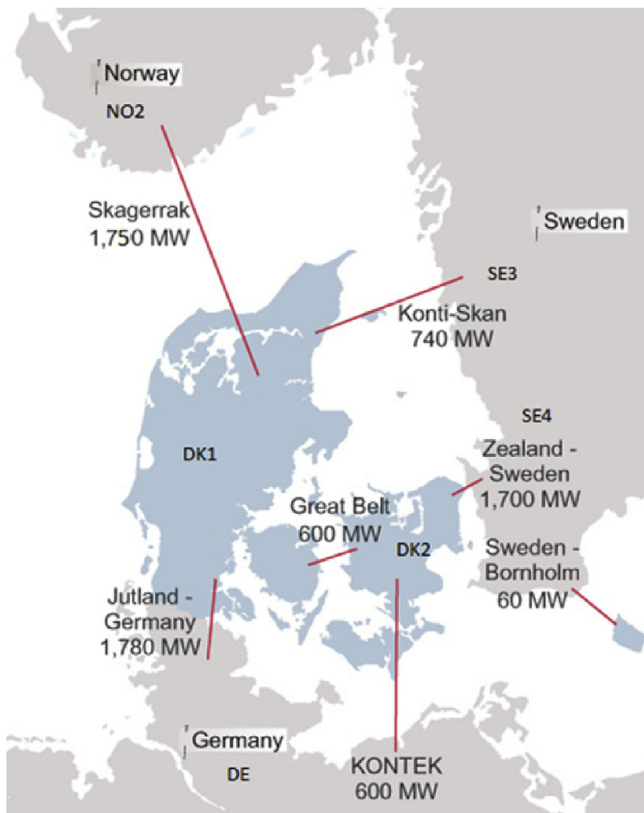 Norway
NO2
Skagerrak
1,750 MW
Sweden
SE3
Konti-Skan
740 MW
SE4
DK1
Zealand -
Sweden
1,700 MW
Great Belt
600 MW
DK2
Sweden -
Bornholm
60 MW
Jutland -
Germany
1,780 MW
Germany
DE
KONTEK
600 MW